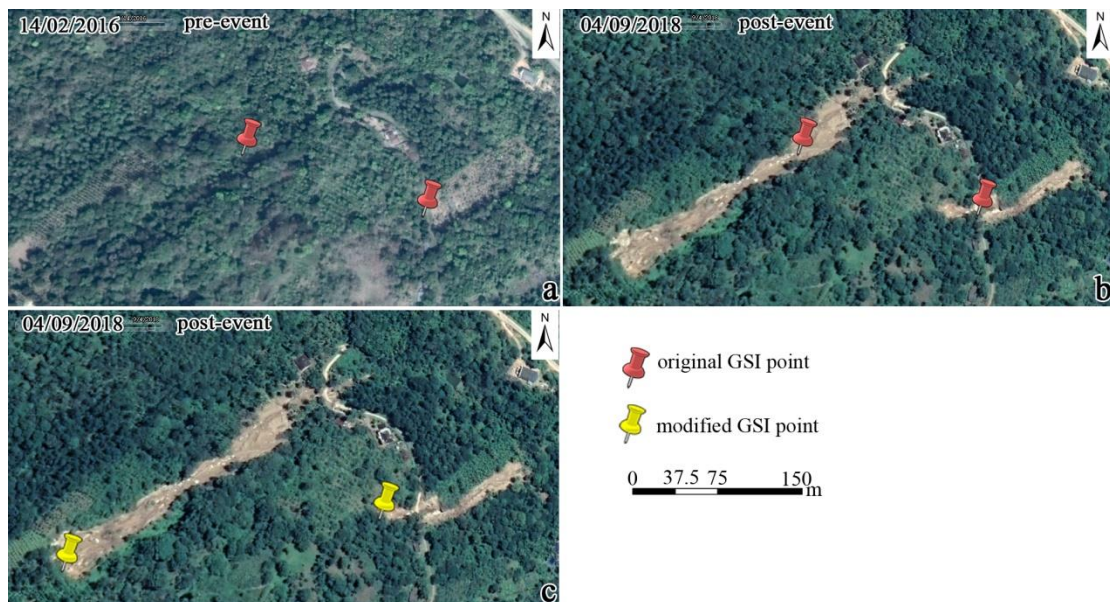 14/02/2016 pre-event
N
a
04/09/2018 post-event
N
b
04/09/2018 post-event
N
c
original GSI point
modified GSI point
0 37.5 75 150
m